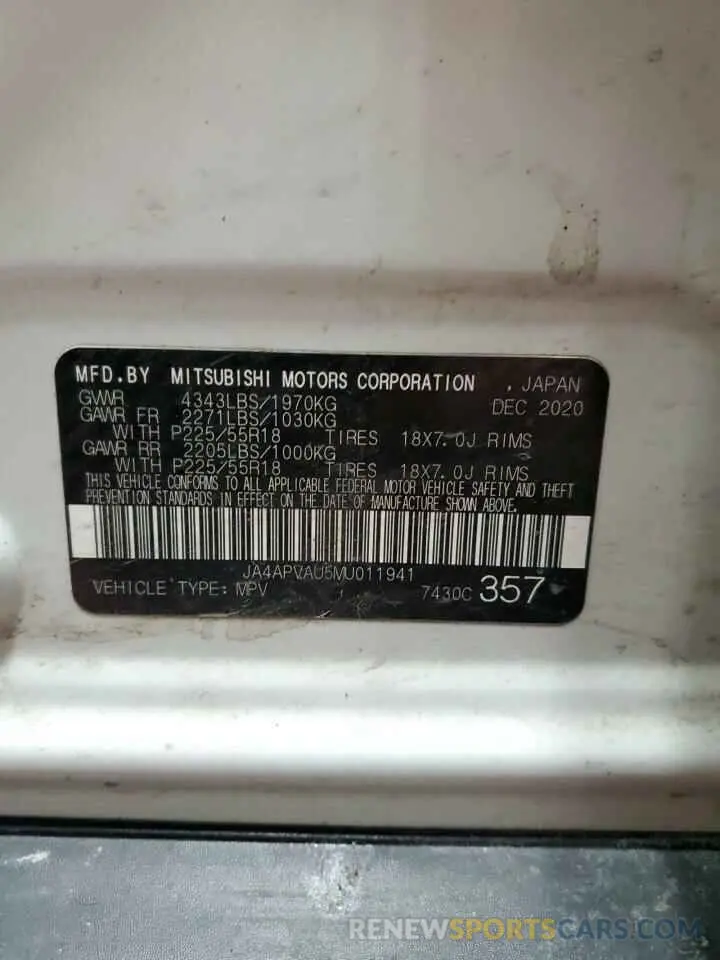 MFD.BY MITSUBISHI MOTORS CORPORATION , JAPAN
GVWR 4343LBS/1970KG DEC 2020
GAWR FR 2271LBS/1030KG
WITH P225/55R18 TIRES 18X7.0J RIMS
GAWR RR 2205LBS/1000KG
WITH P225/55R18 TIRES 18X7.0J RIMS
THIS VEHICLE CONFORMS TO ALL APPLICABLE FEDERAL MOTOR VEHICLE SAFETY AND THEFT
PREVENTION STANDARDS IN EFFECT ON THE DATE OF MANUFACTURE SHOWN ABOVE.
JA4APVAU5MU011941
VEHICLE TYPE: MPV 7430C 357
RENEWSPORTSCARS.COM